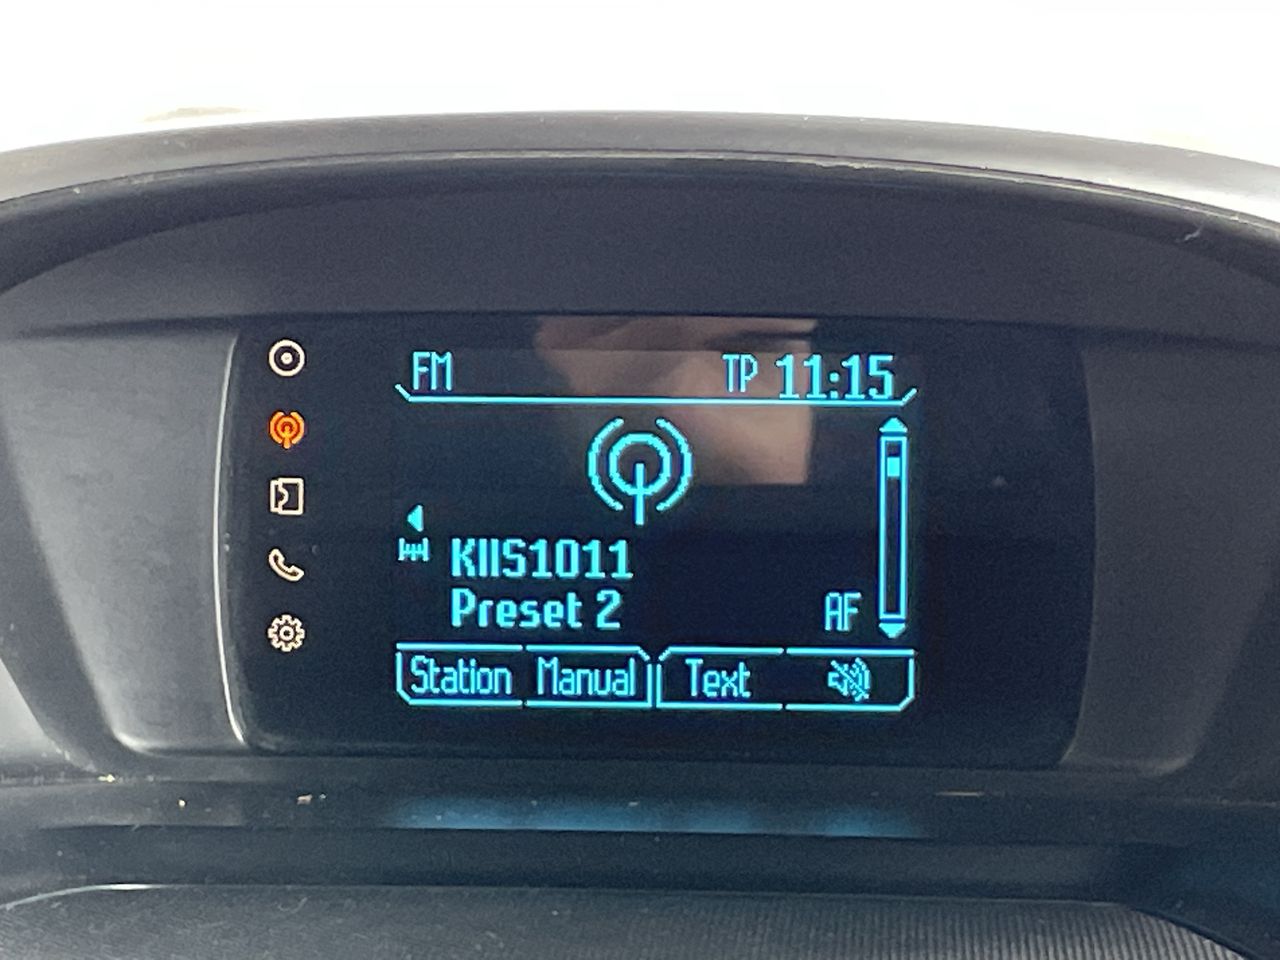 FM TP 11:15
KIIS1011
Preset 2 AF
Station Manual Text